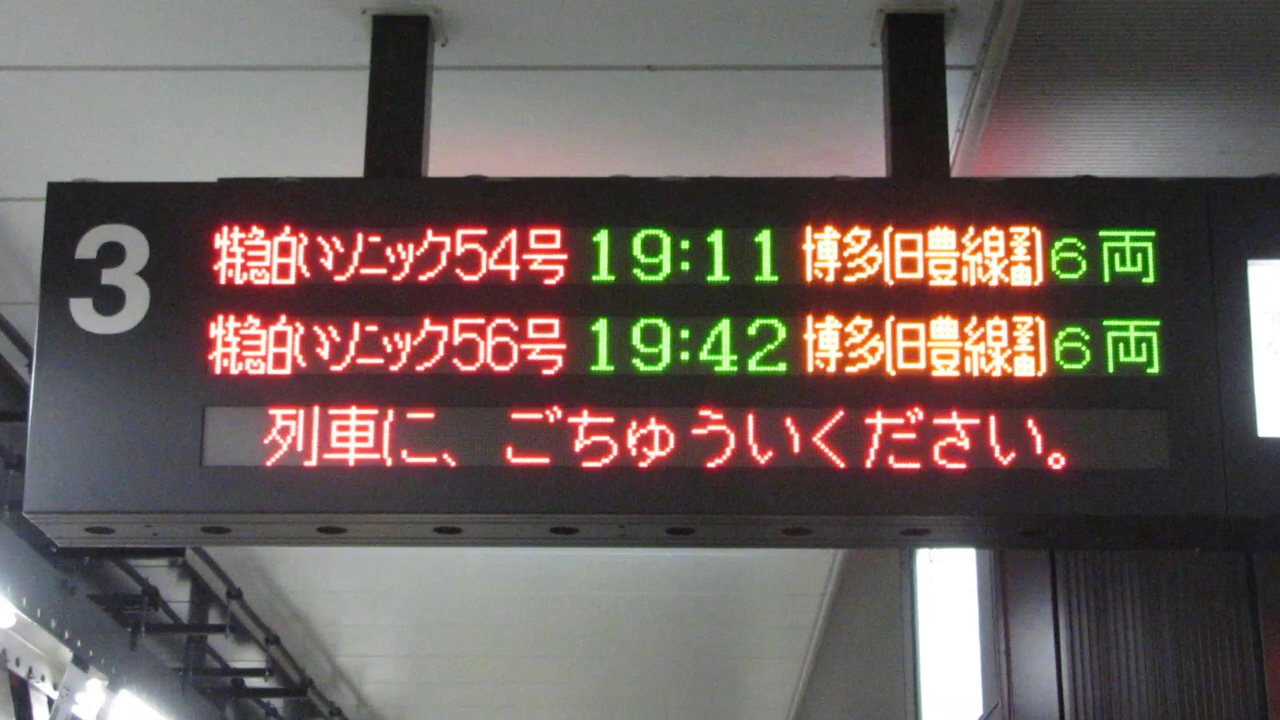 3
特急白いソニック54号 19:11 博多(日豊線経由) 6両
特急白いソニック56号 19:42 博多(日豊線経由) 6両
列車に、ごちゅういください。